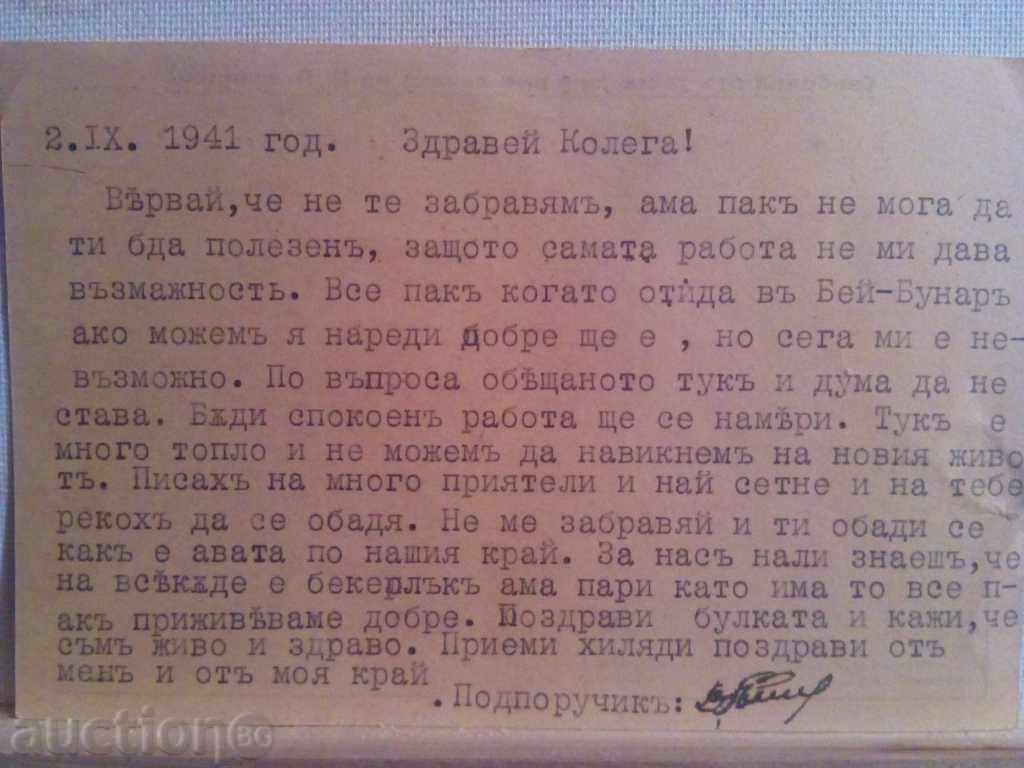 2.IX. 1941 год. Здравей Колега!
Вѣрвай,че не те забравямъ, ама пакъ не мога да
ти бда полезенъ, защото самата работа не ми дава
възмажность. Все пакъ когато отида въ Бей-Бунаръ
ако можемъ я нареди добре ще е , но сега ми е не-
възможно. По въпроса обѣщаното тукъ и дума да не
става. Бѫди спокоенъ работа ще се намѣри. Тукъ е
много топло и не можемъ да навикнемъ на новия живо
тъ. Писахъ на много приятели и най сетне и на тебе
рекохъ да се обадя. Не ме забравяй и ти обади се
какъ е авата по нашия край. За насъ нали знаешъ,че
на всѣкѫде е бекерлъкъ ама пари като има то все п-
акъ приживѣваме добре. Поздрави булката и кажи,че
съмъ живо и здраво. Приеми хиляди поздрави отъ
менъ и отъ моя край
.Подпоручикъ:
auction BG